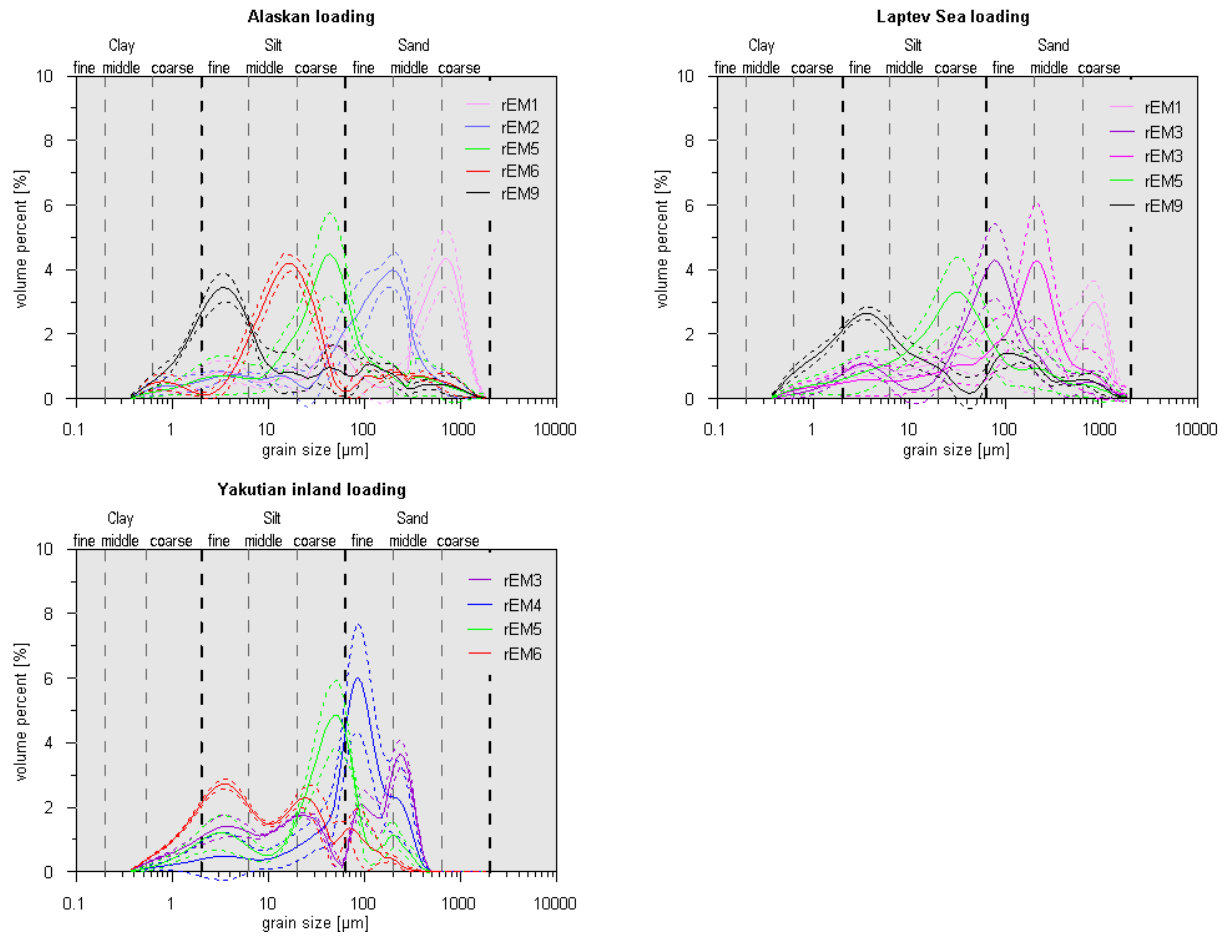 Alaskan loading
Clay Silt Sand
fine middle coarse fine middle coarse fine middle coarse
10
8
6
4
2
0
volume percent [%]
rEM1
rEM2
rEM5
rEM6
rEM9
0.1 1 10 100 1000 10000
grain size [µm]
Laptev Sea loading
Clay Silt Sand
fine middle coarse fine middle coarse fine middle coarse
10
8
6
4
2
0
volume percent [%]
rEM1
rEM3
rEM3
rEM5
rEM9
0.1 1 10 100 1000 10000
grain size [µm]
Yakutian inland loading
Clay Silt Sand
fine middle coarse fine middle coarse fine middle coarse
10
8
6
4
2
0
volume percent [%]
rEM3
rEM4
rEM5
rEM6
0.1 1 10 100 1000 10000
grain size [µm]